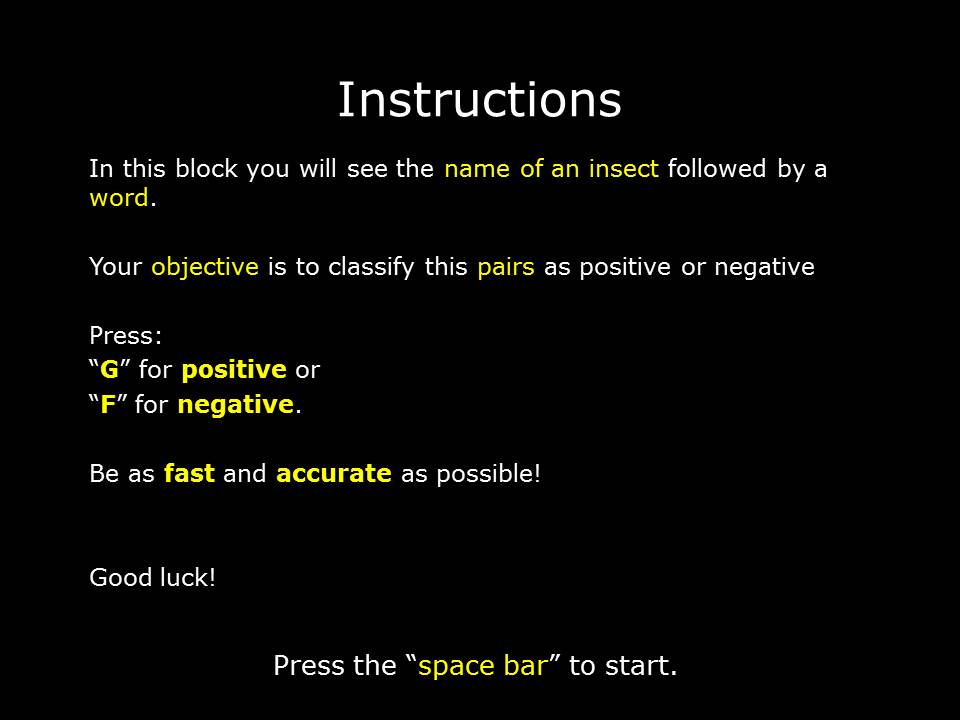 Instructions
In this block you will see the name of an insect followed by a
word.
Your objective is to classify this pairs as positive or negative
Press:
“G” for positive or
“F” for negative.
Be as fast and accurate as possible!
Good luck!
Press the “space bar” to start.